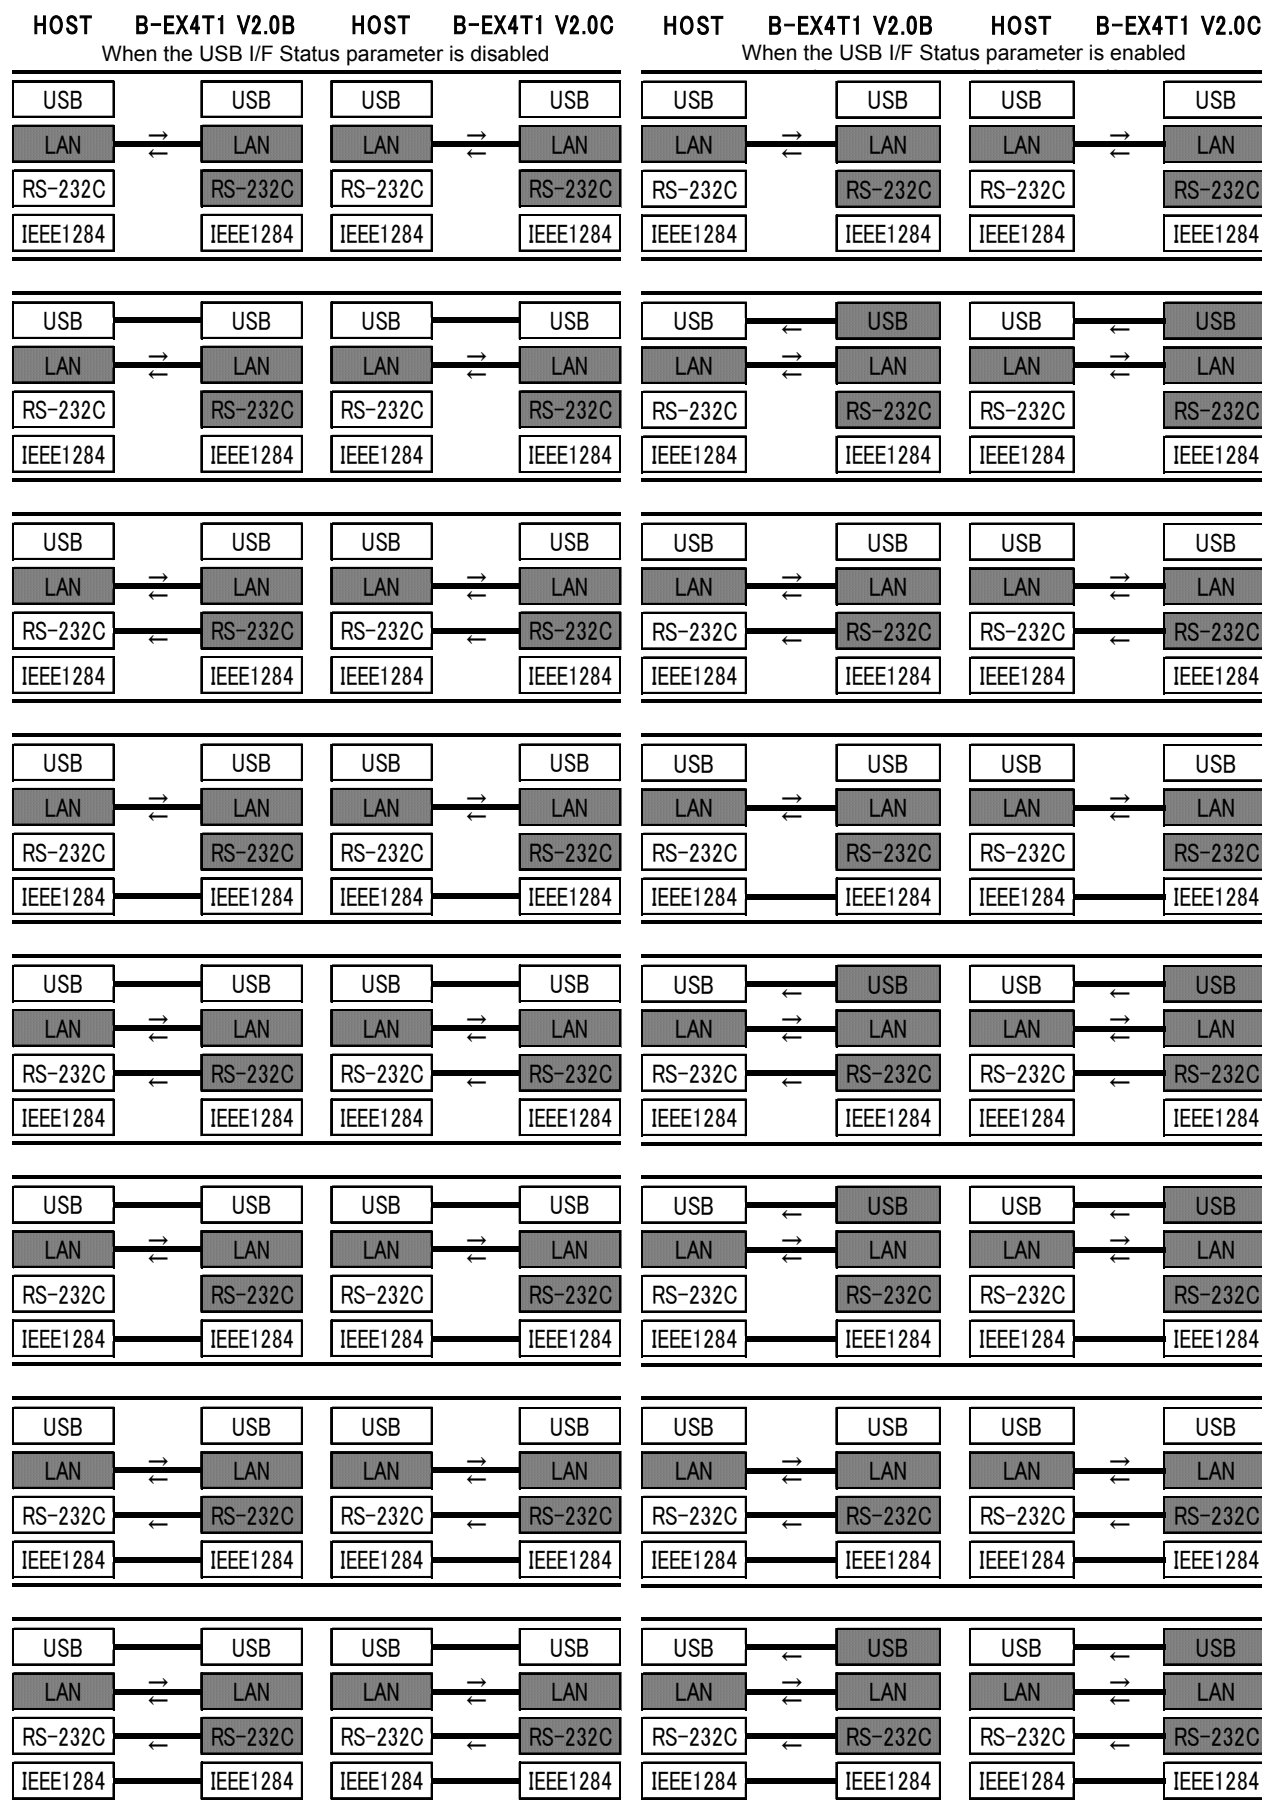 HOST B-EX4T1 V2.0B HOST B-EX4T1 V2.0C HOST B-EX4T1 V2.0B HOST B-EX4T1 V2.0C
When the USB I/F Status parameter is disabled When the USB I/F Status parameter is enabled
USB USB USB USB USB USB USB USB
LAN → ← LAN LAN → ← LAN LAN → ← LAN LAN → ← LAN
RS-232C RS-232C RS-232C RS-232C RS-232C RS-232C RS-232C RS-232C
IEEE1284 IEEE1284 IEEE1284 IEEE1284 IEEE1284 IEEE1284 IEEE1284 IEEE1284
USB USB USB USB USB ← USB USB ← USB
LAN → ← LAN LAN → ← LAN LAN → ← LAN LAN → ← LAN
RS-232C RS-232C RS-232C RS-232C RS-232C RS-232C RS-232C RS-232C
IEEE1284 IEEE1284 IEEE1284 IEEE1284 IEEE1284 IEEE1284 IEEE1284 IEEE1284
USB USB USB USB USB USB USB USB
LAN → ← LAN LAN → ← LAN LAN → ← LAN LAN → ← LAN
RS-232C ← RS-232C RS-232C ← RS-232C RS-232C ← RS-232C RS-232C ← RS-232C
IEEE1284 IEEE1284 IEEE1284 IEEE1284 IEEE1284 IEEE1284 IEEE1284 IEEE1284
USB USB USB USB USB USB USB USB
LAN → ← LAN LAN → ← LAN LAN → ← LAN LAN → ← LAN
RS-232C RS-232C RS-232C RS-232C RS-232C RS-232C RS-232C RS-232C
IEEE1284 IEEE1284 IEEE1284 IEEE1284 IEEE1284 IEEE1284 IEEE1284 IEEE1284
USB USB USB USB USB ← USB USB ← USB
LAN → ← LAN LAN → ← LAN LAN → ← LAN LAN → ← LAN
RS-232C ← RS-232C RS-232C ← RS-232C RS-232C ← RS-232C RS-232C ← RS-232C
IEEE1284 IEEE1284 IEEE1284 IEEE1284 IEEE1284 IEEE1284 IEEE1284 IEEE1284
USB USB USB USB USB ← USB USB ← USB
LAN → ← LAN LAN → ← LAN LAN → ← LAN LAN → ← LAN
RS-232C RS-232C RS-232C RS-232C RS-232C RS-232C RS-232C RS-232C
IEEE1284 IEEE1284 IEEE1284 IEEE1284 IEEE1284 IEEE1284 IEEE1284 IEEE1284
USB USB USB USB USB USB USB USB
LAN → ← LAN LAN → ← LAN LAN → ← LAN LAN → ← LAN
RS-232C ← RS-232C RS-232C ← RS-232C RS-232C ← RS-232C RS-232C ← RS-232C
IEEE1284 IEEE1284 IEEE1284 IEEE1284 IEEE1284 IEEE1284 IEEE1284 IEEE1284
USB USB USB USB USB ← USB USB ← USB
LAN → ← LAN LAN → ← LAN LAN → ← LAN LAN → ← LAN
RS-232C ← RS-232C RS-232C ← RS-232C RS-232C ← RS-232C RS-232C ← RS-232C
IEEE1284 IEEE1284 IEEE1284 IEEE1284 IEEE1284 IEEE1284 IEEE1284 IEEE1284